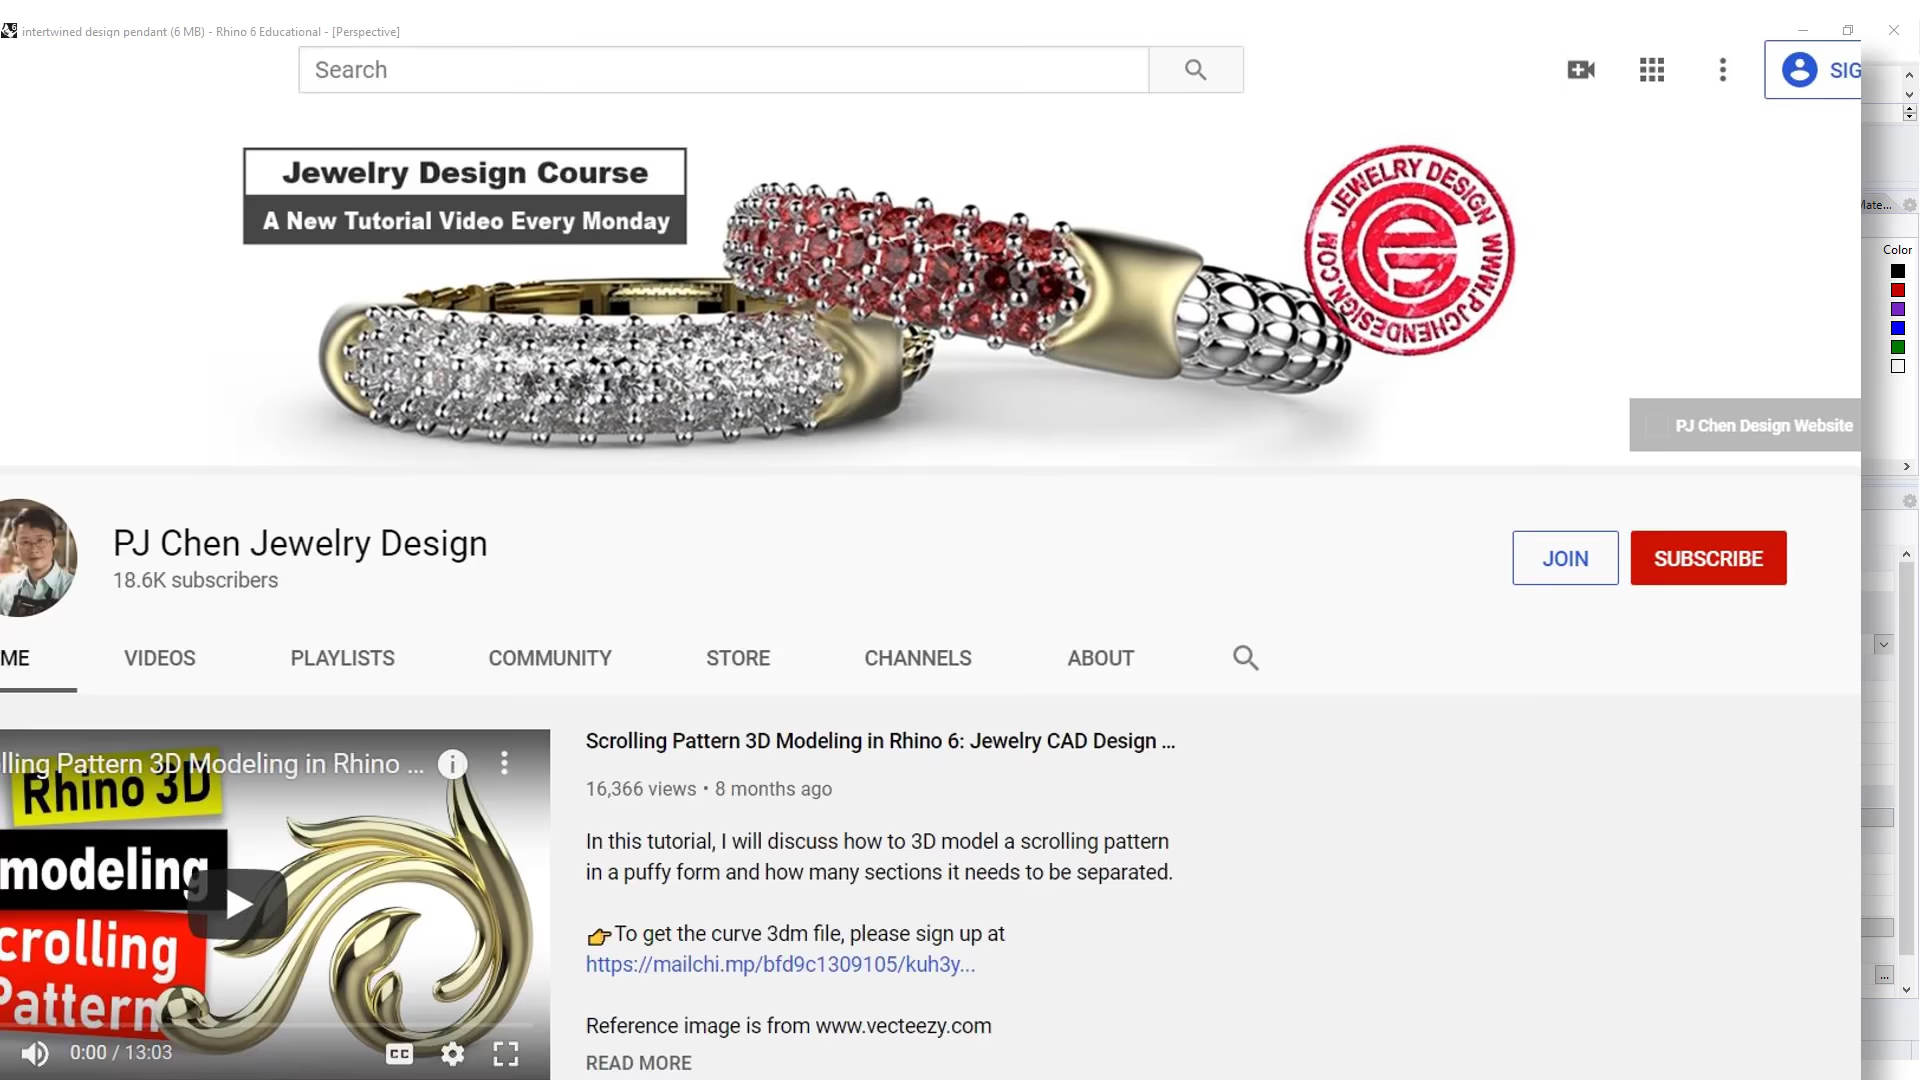 intertwined design pendant (6 MB) - Rhino 6 Educational - [Perspective]
Search
SIG
Jewelry Design Course
A New Tutorial Video Every Monday
JEWELRY DESIGN WWW.PJCHENDESIGN.COM
Mate...
Color
PJ Chen Design Website
PJ Chen Jewelry Design
18.6K subscribers
JOIN
SUBSCRIBE
ME
VIDEOS
PLAYLISTS
COMMUNITY
STORE
CHANNELS
ABOUT
lling Pattern 3D Modeling in Rhino ...
Rhino 3D
modeling
crolling
Pattern
0:00 / 13:03
CC
Scrolling Pattern 3D Modeling in Rhino 6: Jewelry CAD Design ...
16,366 views • 8 months ago
In this tutorial, I will discuss how to 3D model a scrolling pattern
in a puffy form and how many sections it needs to be separated.
👉To get the curve 3dm file, please sign up at
https://mailchi.mp/bfd9c1309105/kuh3y...
Reference image is from www.vecteezy.com
READ MORE
...